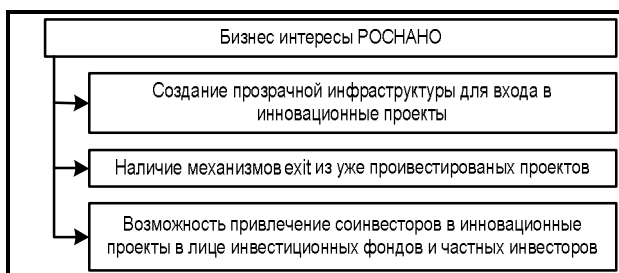 Бизнес интересы РОСНАНО
Создание прозрачной инфраструктуры для входа в
инновационные проекты
Наличие механизмов exit из уже проивестированых проектов
Возможность привлечение соинвесторов в инновационные
проекты в лице инвестиционных фондов и частных инвесторов